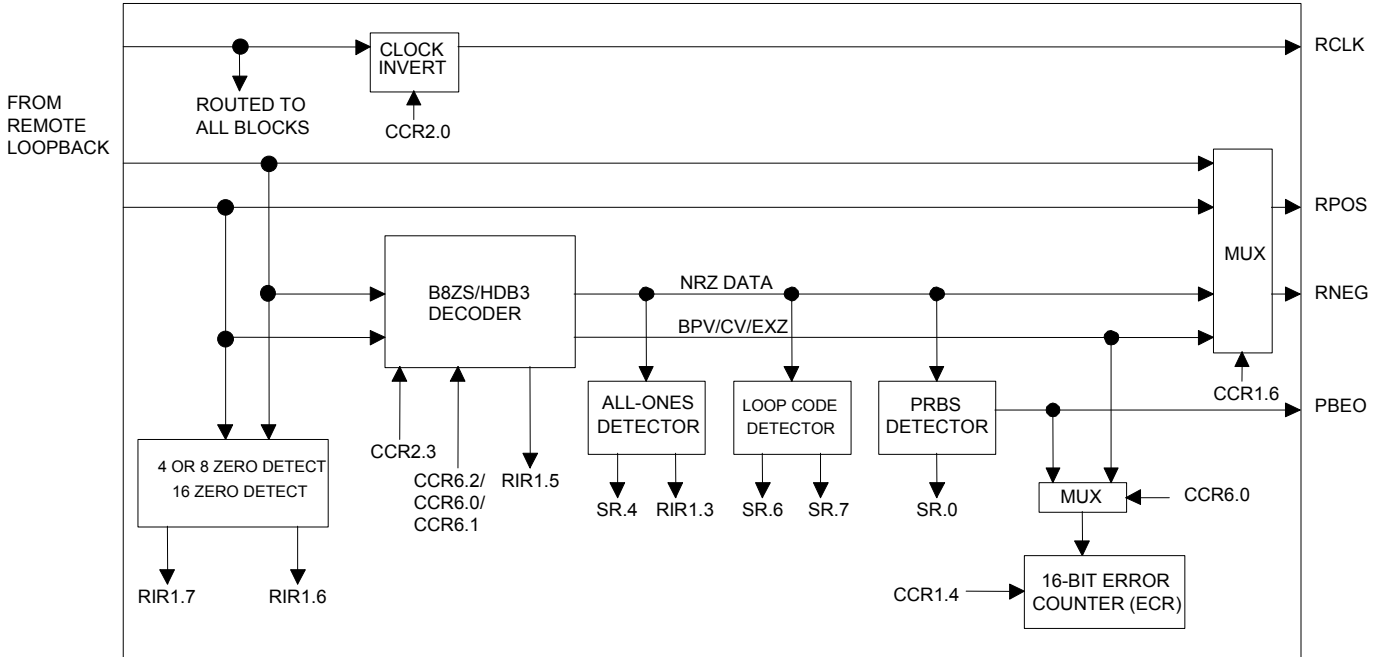 CLOCK
INVERT
RCLK
FROM
REMOTE
LOOPBACK
ROUTED TO
ALL BLOCKS
CCR2.0
RPOS
MUX
B8ZS/HDB3
DECODER
NRZ DATA
RNEG
BPV/CV/EXZ
CCR1.6
ALL-ONES
DETECTOR
LOOP CODE
DETECTOR
PRBS
DETECTOR
PBEO
4 OR 8 ZERO DETECT
16 ZERO DETECT
CCR2.3
CCR6.2/
CCR6.0/
CCR6.1
RIR1.5
SR.4
RIR1.3
SR.6
SR.7
SR.0
MUX
CCR6.0
RIR1.7
RIR1.6
CCR1.4
16-BIT ERROR
COUNTER (ECR)